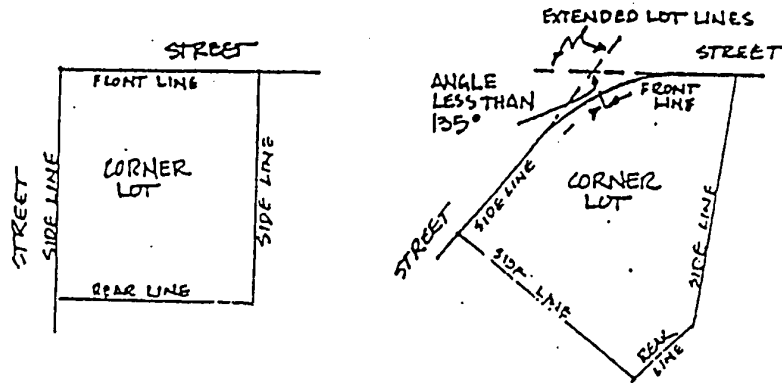 STREET
FRONT LINE
STREET
SIDE LINE
CORNER
LOT
SIDE LINE
REAR LINE
EXTENDED LOT LINES
STREET
ANGLE
LESS THAN
135°
FRONT
LINE
SIDE LINE
CORNER
LOT
SIDE LINE
STREET
SIDE LINE
REAR
LINE